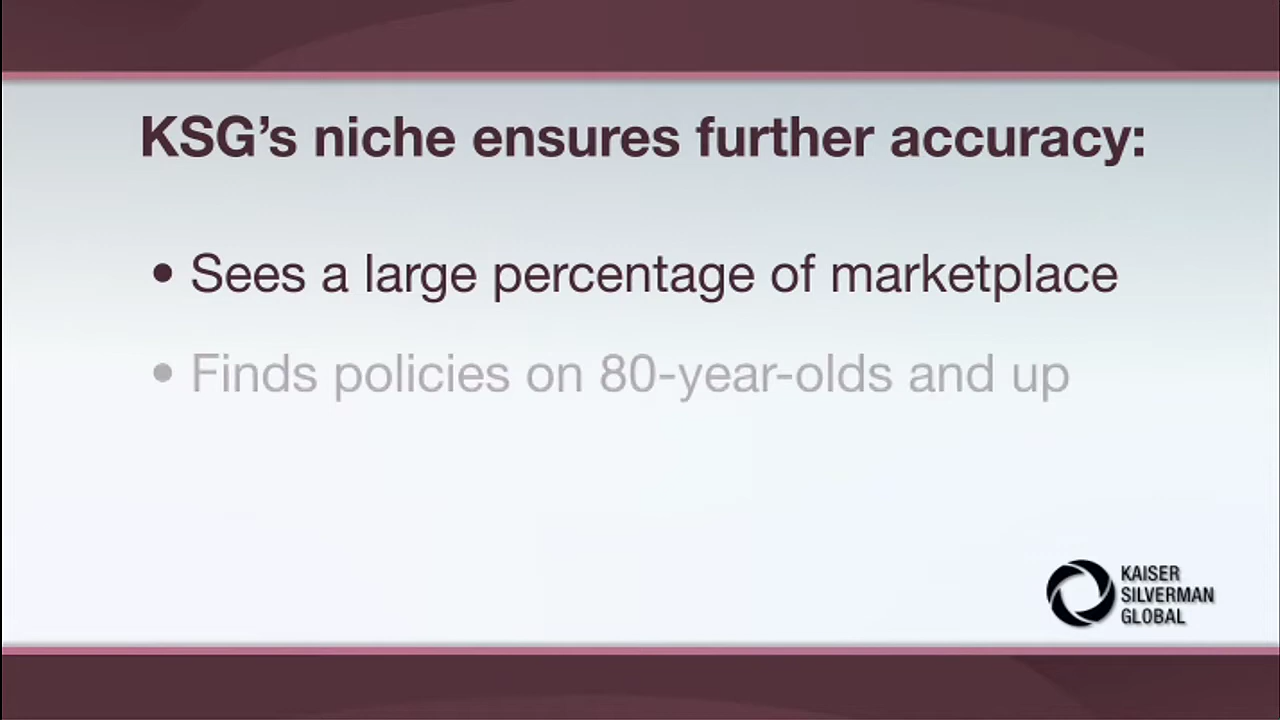 KSG’s niche ensures further accuracy:
• Sees a large percentage of marketplace
• Finds policies on 80-year-olds and up
KAISER
SILVERMAN
GLOBAL